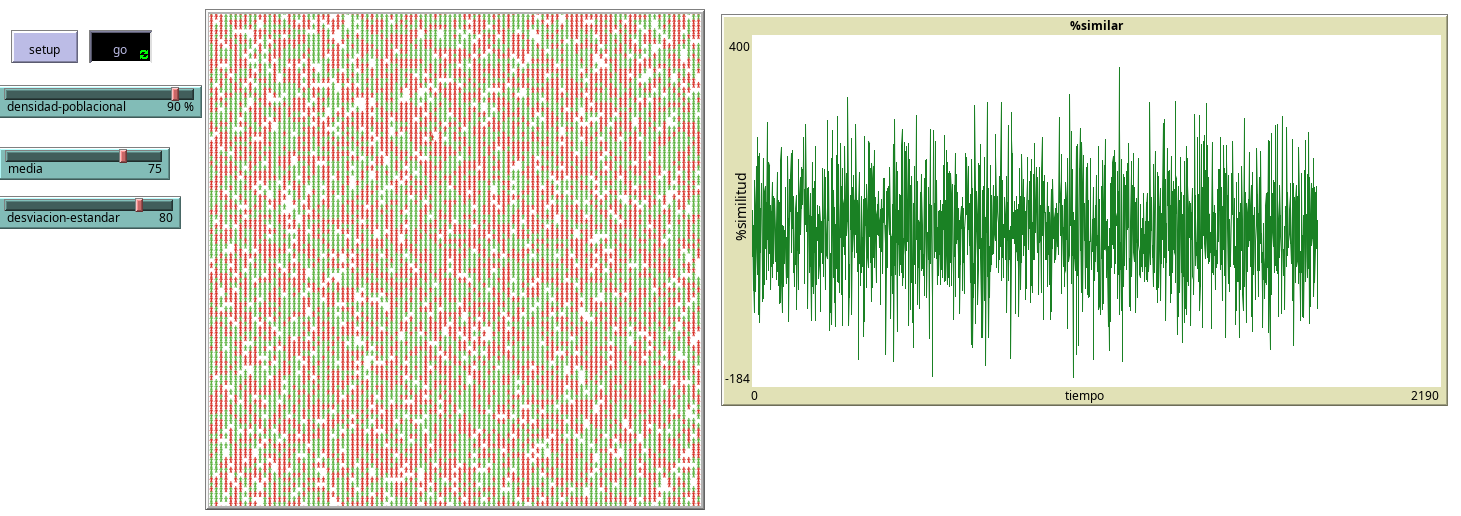 setup
go
densidad-poblacional 90 %
media 75
desviacion-estandar 80
%similar
400
%similitud
-184
0 tiempo 2190